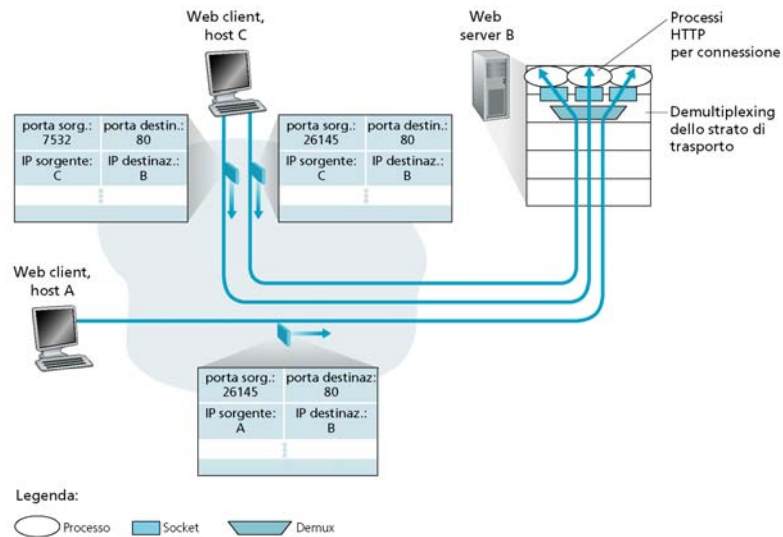 Web client,
host C
Web
server B
Processi
HTTP
per connessione
Demultiplexing
dello strato di
trasporto
porta sorg.:
7532
porta destin.:
80
IP sorgente:
C
IP destinaz.:
B
porta sorg.:
26145
porta destin.:
80
IP sorgente:
C
IP destinaz.:
B
Web client,
host A
porta sorg.:
26145
porta destinaz:
80
IP sorgente:
A
IP destinaz.:
B
Legenda:
Processo
Socket
Demux